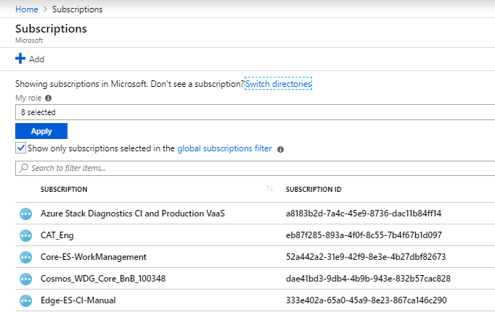 Home > Subscriptions
Subscriptions
Microsoft
+ Add
Showing subscriptions in Microsoft. Don't see a subscription? Switch directories
My role
8 selected
Apply
Show only subscriptions selected in the global subscriptions filter
Search to filter items...
SUBSCRIPTION SUBSCRIPTION ID
Azure Stack Diagnostics CI and Production VaaS a8183b2d-7a4c-45e9-8736-dac11b84ff14
CAT_Eng eb87f285-893a-4f0f-8c55-7b4f67b1d097
Core-ES-WorkManagement 52a442a2-31e9-42f9-8e3e-4b27dbf82673
Cosmos_WDG_Core_BnB_100348 dae41bd3-9db4-4b9b-943e-832b57cac828
Edge-ES-CI-Manual 333e402a-65a0-45a9-8e23-867ca146c290